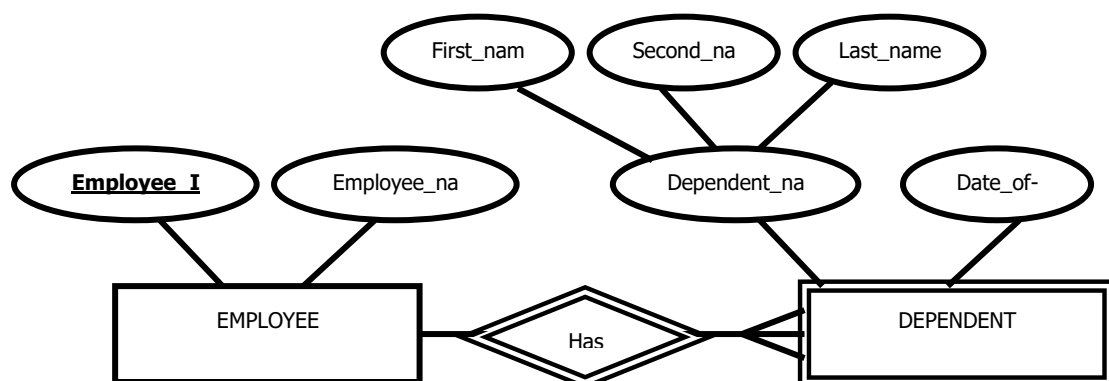 First_nam
Second_na
Last_name
Employee_I
Employee_na
Dependent_na
Date_of-
EMPLOYEE
Has
DEPENDENT